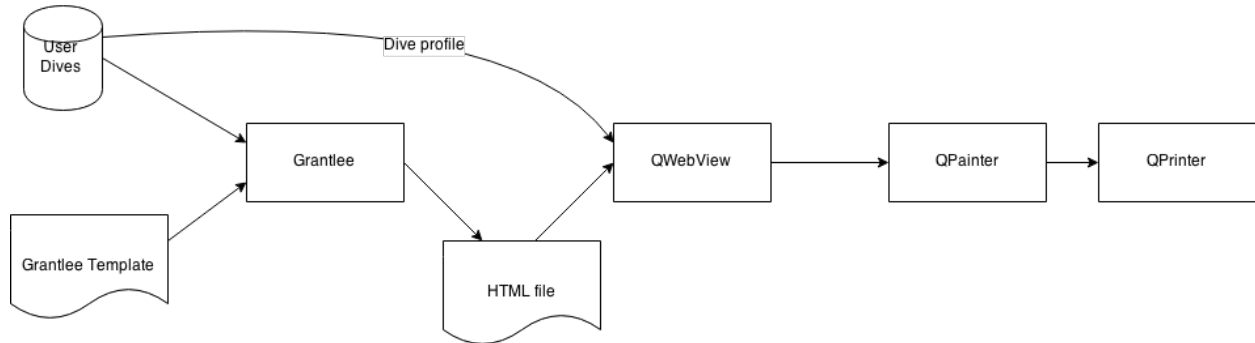 User
Dives
Dive profile
Grantlee
QWebView
QPainter
QPrinter
Grantlee Template
HTML file